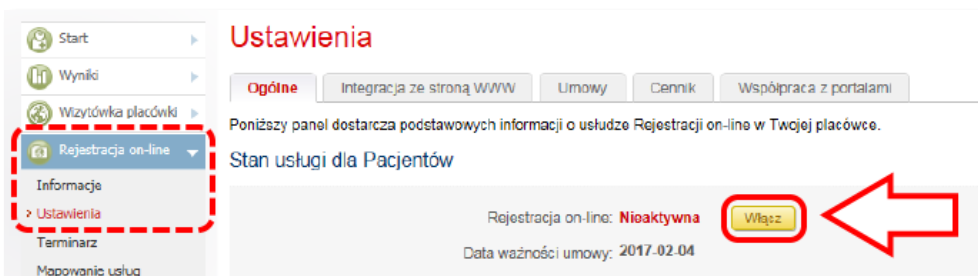 Start
Wyniki
Wizytówka placówki
Rejestracja on-line
Informacje
Ustawienia
Terminarz
Mapowanie usług
Ustawienia
Ogólne
Integracja ze stroną WWW
Umowy
Cennik
Współpraca z portalami
Poniższy panel dostarcza podstawowych informacji o usłudze Rejestracji on-line w Twojej placówce.
Stan usługi dla Pacjentów
Rejestracja on-line: Nieaktywna Włącz
Data ważności umowy: 2017-02-04